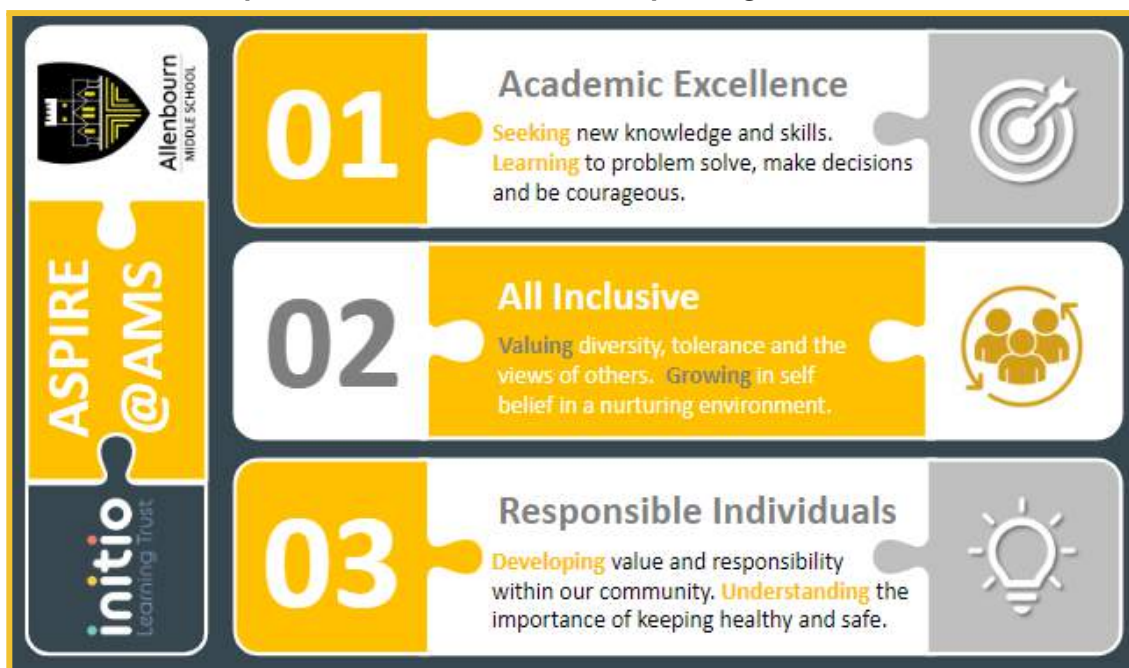 Allenbourn
MIDDLE SCHOOL
ASPIRE
@AMS
initio
Learning Trust
01
Academic Excellence
Seeking new knowledge and skills.
Learning to problem solve, make decisions
and be courageous.
02
All Inclusive
Valuing diversity, tolerance and the
views of others. Growing in self
belief in a nurturing environment.
03
Responsible Individuals
Developing value and responsibility
within our community. Understanding the
importance of keeping healthy and safe.